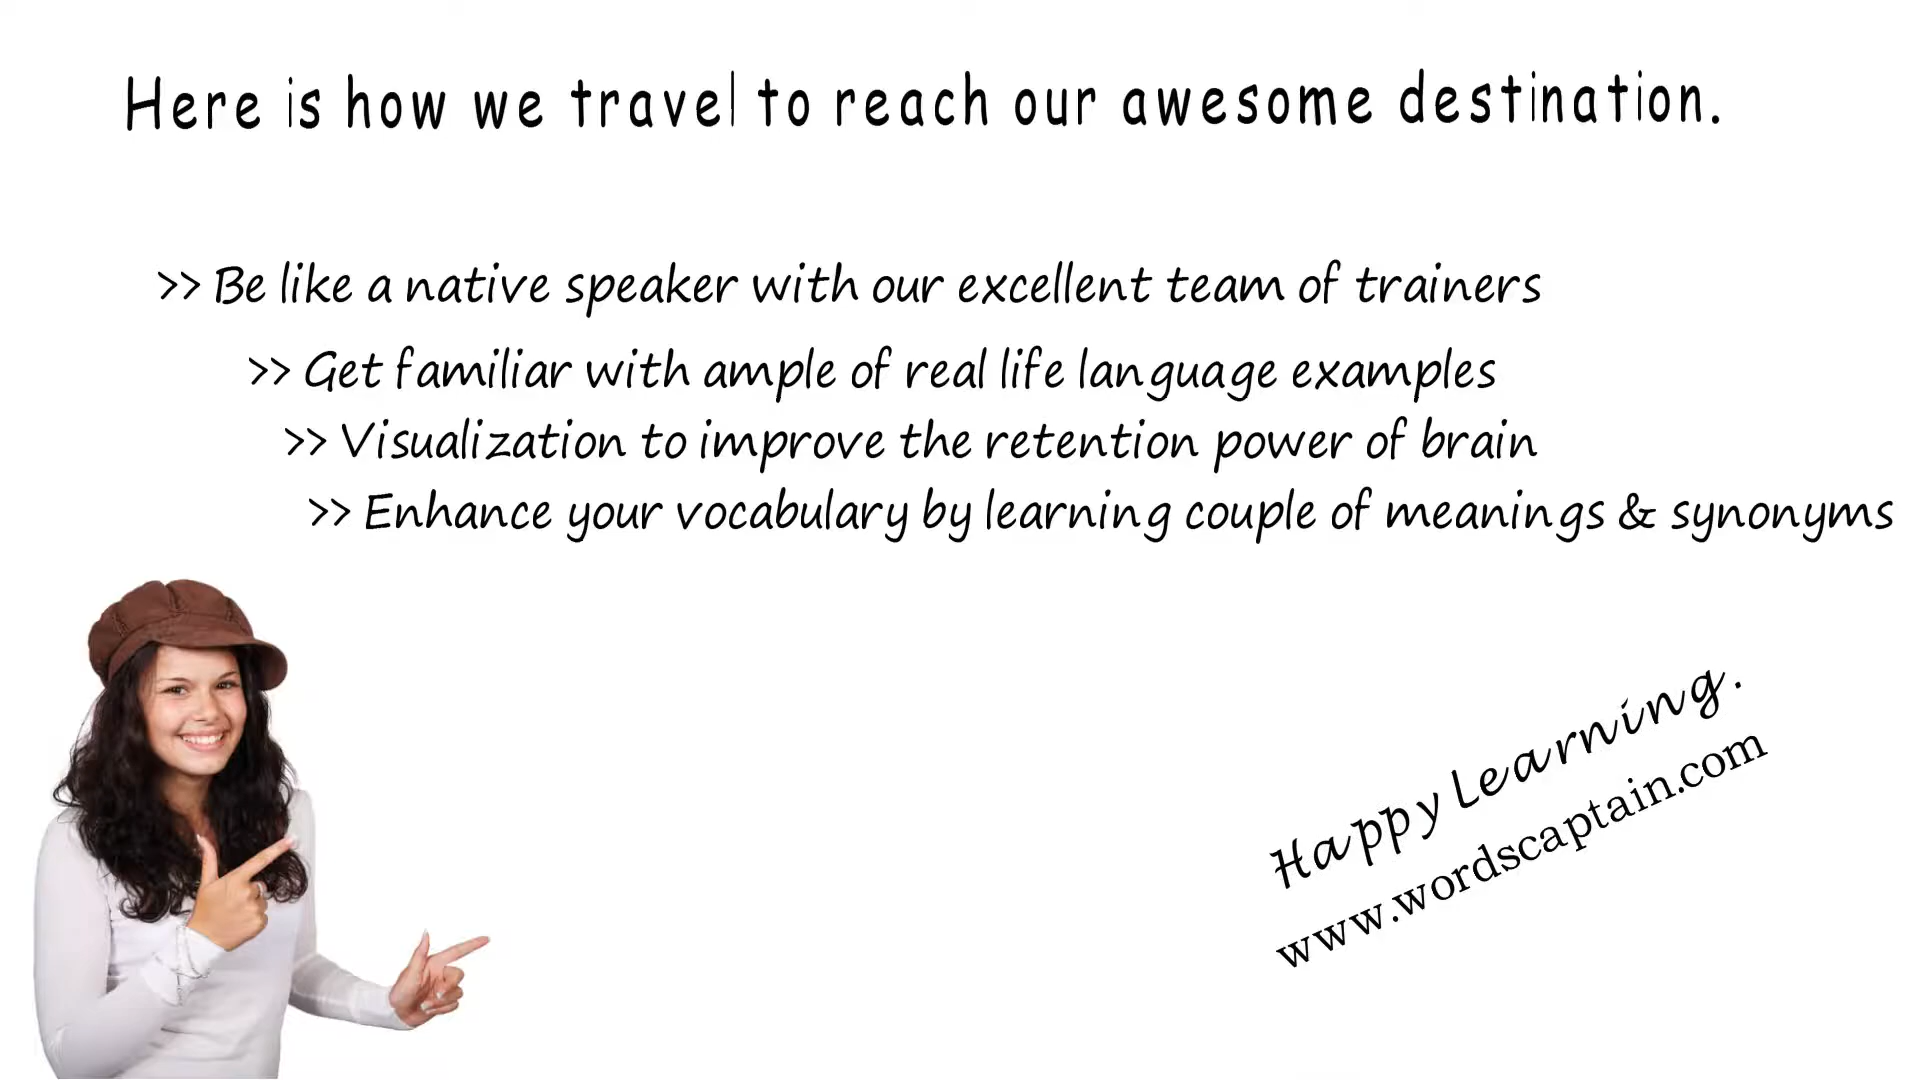 Here is how we travel to reach our awesome destination.
>> Be like a native speaker with our excellent team of trainers
>> Get familiar with ample of real life language examples
>> Visualization to improve the retention power of brain
>> Enhance your vocabulary by learning couple of meanings & synonyms
Happy Learning.
www.wordscaptain.com